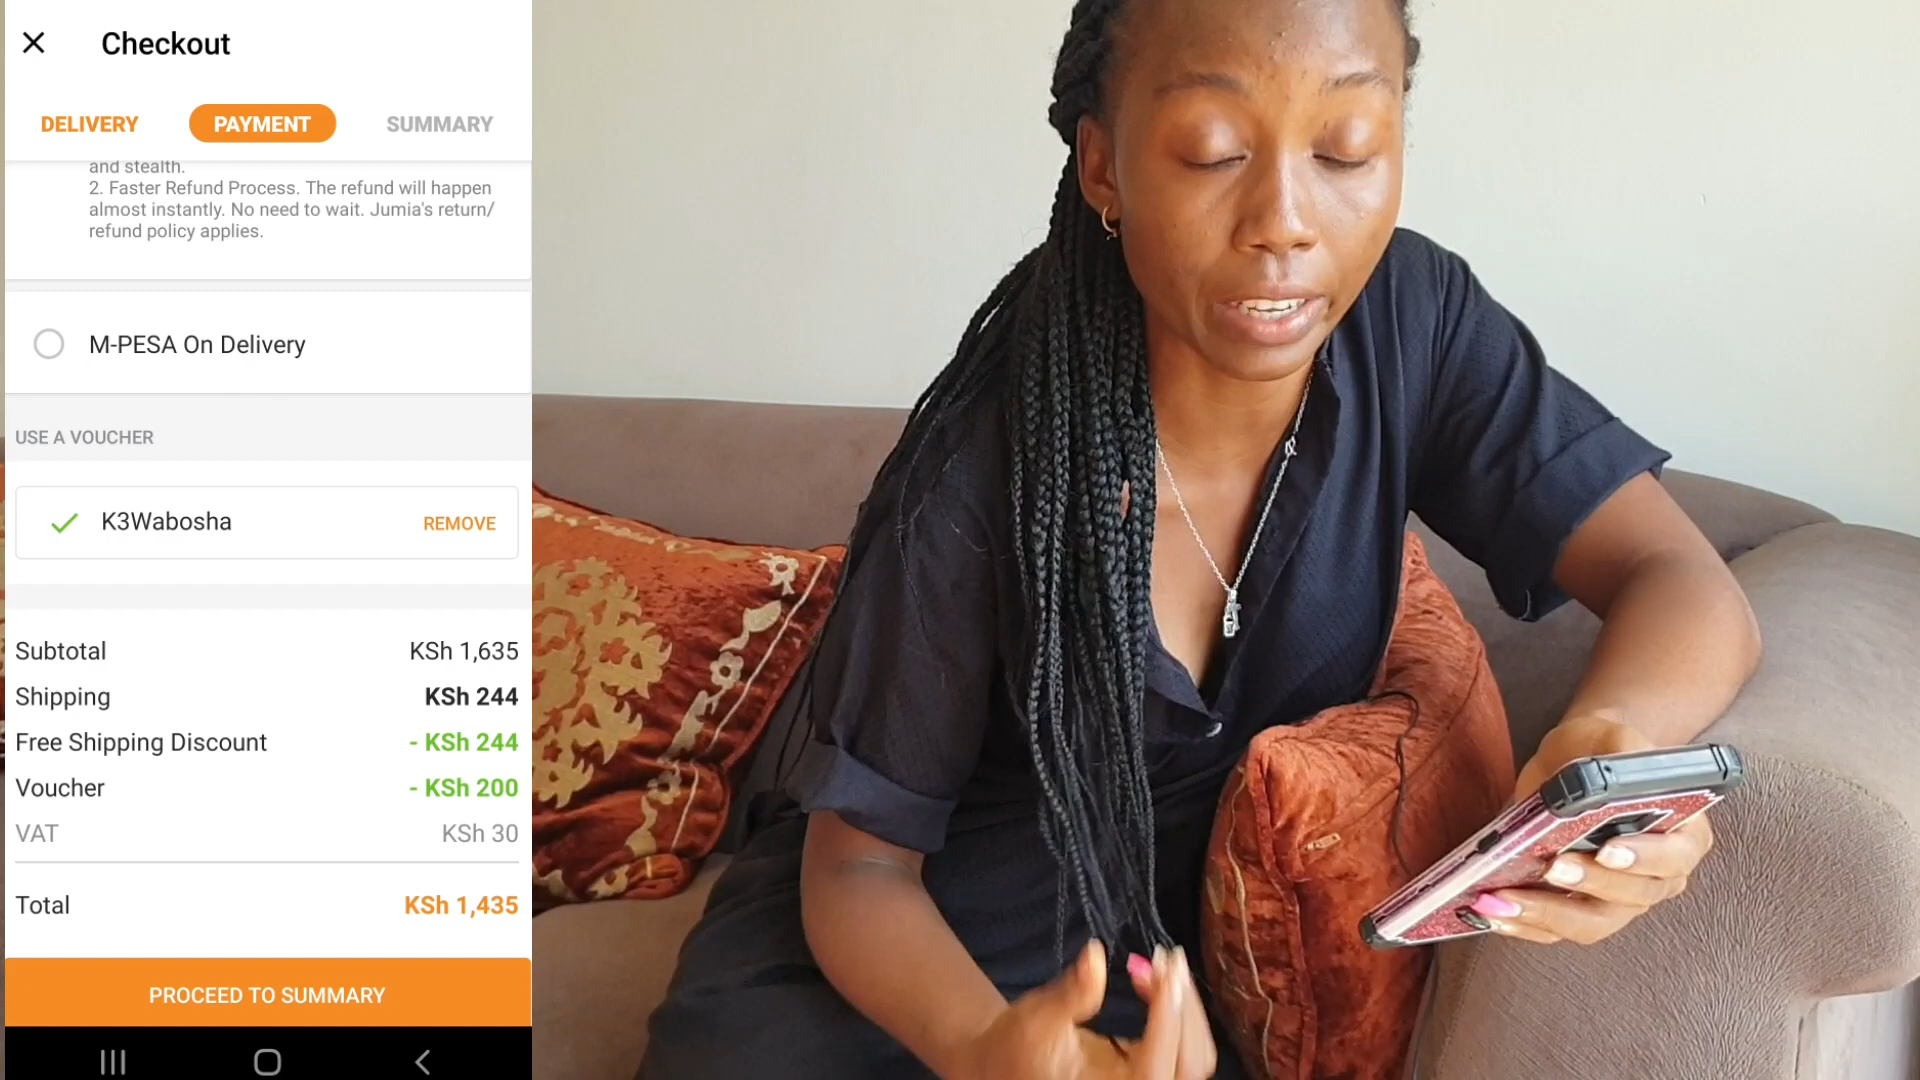 Checkout
DELIVERY PAYMENT SUMMARY
and stealth.
2. Faster Refund Process. The refund will happen
almost instantly. No need to wait. Jumia's return/
refund policy applies.
M-PESA On Delivery
USE A VOUCHER
K3Wabosha REMOVE
Subtotal KSh 1,635
Shipping KSh 244
Free Shipping Discount - KSh 244
Voucher - KSh 200
VAT KSh 30
Total KSh 1,435
PROCEED TO SUMMARY